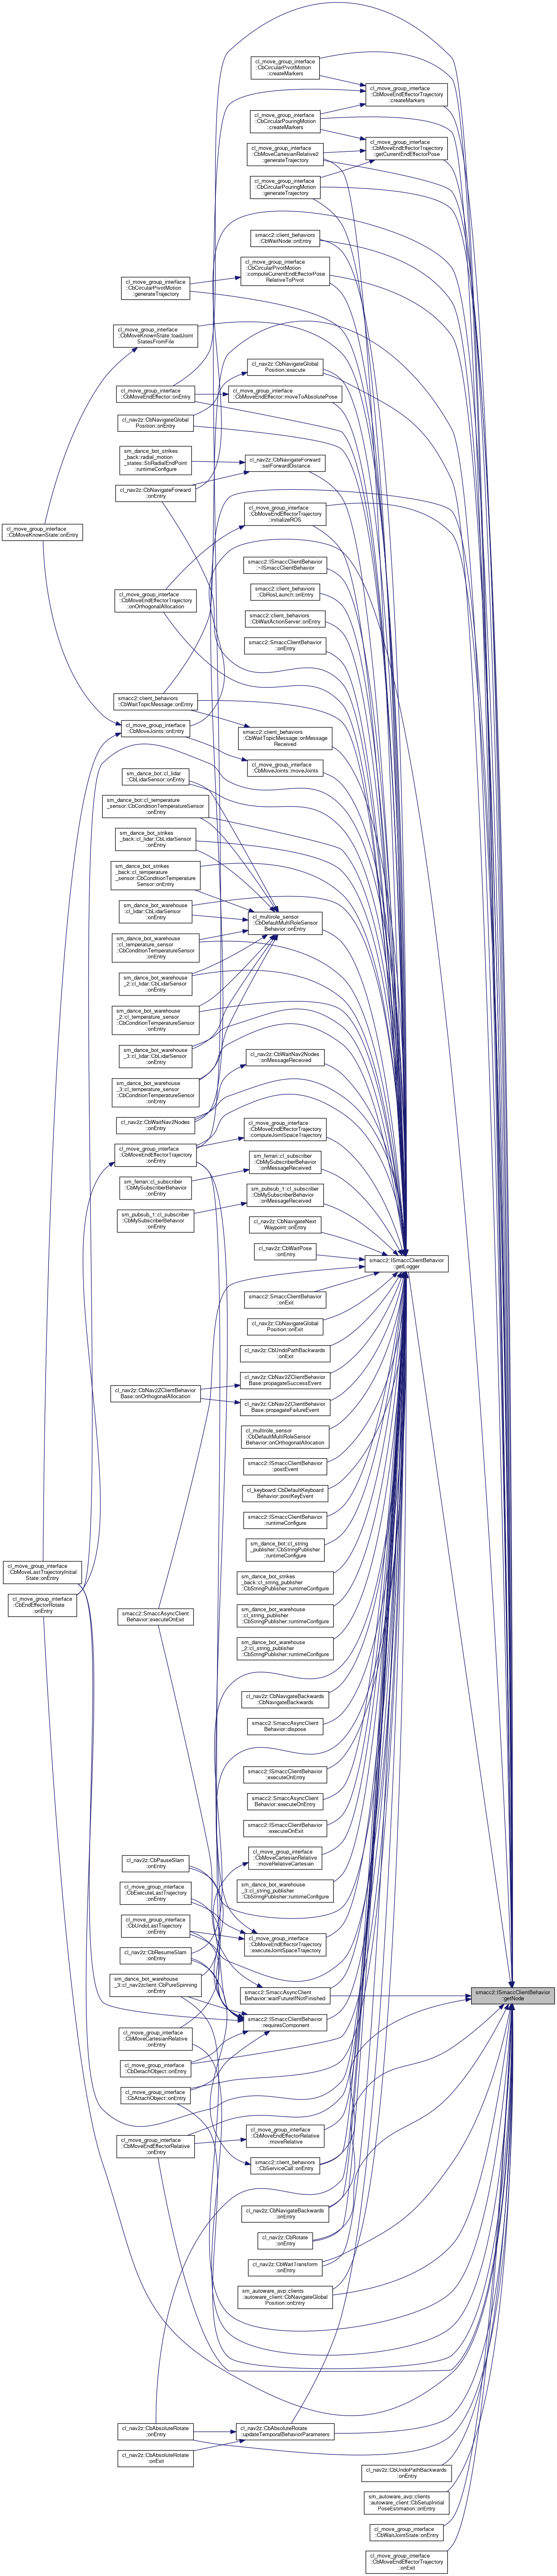 cl_move_group_interface
::CbCircularPivotMotion
::createMarkers
cl_move_group_interface
::CbMoveEndEffectorTrajectory
::createMarkers
cl_move_group_interface
::CbCircularPouringMotion
::createMarkers
cl_move_group_interface
::CbMoveEndEffectorTrajectory
::getCurrentEndEffectorPose
cl_move_group_interface
::CbMoveCartesianRelative2
::generateTrajectory
cl_move_group_interface
::CbCircularPouringMotion
::generateTrajectory
smacc2::client_behaviors
::CbWaitNode::onEntry
cl_move_group_interface
::CbCircularPivotMotion
::computeCurrentEndEffectorPose
RelativeToPivot
cl_move_group_interface
::CbCircularPivotMotion
::generateTrajectory
cl_move_group_interface
::CbMoveKnownState::loadJoint
StatesFromFile
cl_nav2z::CbNavigateGlobal
Position::execute
cl_move_group_interface
::CbMoveEndEffector::onEntry
cl_move_group_interface
::CbMoveEndEffector::moveToAbsolutePose
cl_nav2z::CbNavigateGlobal
Position::onEntry
sm_dance_bot_strikes
_back::radial_motion
_states::StiRadialEndPoint
::runtimeConfigure
cl_nav2z::CbNavigateForward
::setForwardDistance
cl_nav2z::CbNavigateForward
::onEntry
cl_move_group_interface
::CbMoveEndEffectorTrajectory
::initializeROS
cl_move_group_interface
::CbMoveKnownState::onEntry
smacc2::ISmaccClientBehavior
::~ISmaccClientBehavior
smacc2::client_behaviors
::CbRosLaunch::onEntry
cl_move_group_interface
::CbMoveEndEffectorTrajectory
::onOrthogonalAllocation
smacc2::client_behaviors
::CbWaitActionServer::onEntry
smacc2::SmaccClientBehavior
::onEntry
smacc2::client_behaviors
::CbWaitTopicMessage::onEntry
cl_move_group_interface
::CbMoveJoints::onEntry
smacc2::client_behaviors
::CbWaitTopicMessage::onMessage
Received
cl_move_group_interface
::CbMoveJoints::moveJoints
sm_dance_bot::cl_lidar
::CbLidarSensor::onEntry
sm_dance_bot::cl_temperature
_sensor::CbConditionTemperatureSensor
::onEntry
sm_dance_bot_strikes
_back::cl_lidar::CbLidarSensor
::onEntry
sm_dance_bot_strikes
_back::cl_temperature
_sensor::CbConditionTemperature
Sensor::onEntry
sm_dance_bot_warehouse
::cl_lidar::CbLidarSensor
::onEntry
cl_multirole_sensor
::CbDefaultMultiRoleSensor
Behavior::onEntry
sm_dance_bot_warehouse
::cl_temperature_sensor
::CbConditionTemperatureSensor
::onEntry
sm_dance_bot_warehouse
_2::cl_lidar::CbLidarSensor
::onEntry
sm_dance_bot_warehouse
_2::cl_temperature_sensor
::CbConditionTemperatureSensor
::onEntry
sm_dance_bot_warehouse
_3::cl_lidar::CbLidarSensor
::onEntry
sm_dance_bot_warehouse
_3::cl_temperature_sensor
::CbConditionTemperatureSensor
::onEntry
cl_nav2z::CbWaitNav2Nodes
::onMessageReceived
cl_nav2z::CbWaitNav2Nodes
::onEntry
cl_move_group_interface
::CbMoveEndEffectorTrajectory
::computeJointSpaceTrajectory
cl_move_group_interface
::CbMoveEndEffectorTrajectory
::onEntry
sm_ferrari::cl_subscriber
::CbMySubscriberBehavior
::onMessageReceived
sm_ferrari::cl_subscriber
::CbMySubscriberBehavior
::onEntry
sm_pubsub_1::cl_subscriber
::CbMySubscriberBehavior
::onMessageReceived
sm_pubsub_1::cl_subscriber
::CbMySubscriberBehavior
::onEntry
cl_nav2z::CbNavigateNext
Waypoint::onEntry
cl_nav2z::CbWaitPose
::onEntry
smacc2::ISmaccClientBehavior
::getLogger
smacc2::SmaccClientBehavior
::onExit
cl_nav2z::CbNavigateGlobal
Position::onExit
cl_nav2z::CbUndoPathBackwards
::onExit
cl_nav2z::CbNav2ZClientBehavior
Base::propagateSuccessEvent
cl_nav2z::CbNav2ZClientBehavior
Base::onOrthogonalAllocation
cl_nav2z::CbNav2ZClientBehavior
Base::propagateFailureEvent
cl_multirole_sensor
::CbDefaultMultiRoleSensor
Behavior::onOrthogonalAllocation
smacc2::ISmaccClientBehavior
::postEvent
cl_keyboard::CbDefaultKeyboard
Behavior::postKeyEvent
smacc2::ISmaccClientBehavior
::runtimeConfigure
sm_dance_bot::cl_string
_publisher::CbStringPublisher
::runtimeConfigure
cl_move_group_interface
::CbMoveLastTrajectoryInitial
State::onEntry
sm_dance_bot_strikes
_back::cl_string_publisher
::CbStringPublisher::runtimeConfigure
cl_move_group_interface
::CbEndEffectorRotate
::onEntry
smacc2::SmaccAsyncClient
Behavior::executeOnExit
sm_dance_bot_warehouse
::cl_string_publisher
::CbStringPublisher::runtimeConfigure
sm_dance_bot_warehouse
_2::cl_string_publisher
::CbStringPublisher::runtimeConfigure
cl_nav2z::CbNavigateBackwards
::CbNavigateBackwards
smacc2::SmaccAsyncClient
Behavior::dispose
smacc2::ISmaccClientBehavior
::executeOnEntry
smacc2::SmaccAsyncClient
Behavior::executeOnEntry
smacc2::ISmaccClientBehavior
::executeOnExit
cl_move_group_interface
::CbMoveCartesianRelative
::moveRelativeCartesian
cl_nav2z::CbPauseSlam
::onEntry
sm_dance_bot_warehouse
_3::cl_string_publisher
::CbStringPublisher::runtimeConfigure
cl_move_group_interface
::CbExecuteLastTrajectory
::onEntry
cl_move_group_interface
::CbUndoLastTrajectory
::onEntry
cl_move_group_interface
::CbMoveEndEffectorTrajectory
::executeJointSpaceTrajectory
cl_nav2z::CbResumeSlam
::onEntry
sm_dance_bot_warehouse
_3::cl_nav2zclient::CbPureSpinning
::onEntry
smacc2::SmaccAsyncClient
Behavior::waitFutureIfNotFinished
smacc2::ISmaccClientBehavior
::getNode
smacc2::ISmaccClientBehavior
::requiresComponent
cl_move_group_interface
::CbMoveCartesianRelative
::onEntry
cl_move_group_interface
::CbDetachObject::onEntry
cl_move_group_interface
::CbAttachObject::onEntry
cl_move_group_interface
::CbMoveEndEffectorRelative
::moveRelative
cl_move_group_interface
::CbMoveEndEffectorRelative
::onEntry
smacc2::client_behaviors
::CbServiceCall::onEntry
cl_nav2z::CbNavigateBackwards
::onEntry
cl_nav2z::CbRotate
::onEntry
cl_nav2z::CbWaitTransform
::onEntry
sm_autoware_avp::clients
::autoware_client::CbNavigateGlobal
Position::onEntry
cl_nav2z::CbAbsoluteRotate
::onEntry
cl_nav2z::CbAbsoluteRotate
::updateTemporalBehaviorParameters
cl_nav2z::CbAbsoluteRotate
::onExit
cl_nav2z::CbUndoPathBackwards
::onEntry
sm_autoware_avp::clients
::autoware_client::CbSetupInitial
PoseEstimation::onEntry
cl_move_group_interface
::CbWaitJointState::onEntry
cl_move_group_interface
::CbMoveEndEffectorTrajectory
::onExit